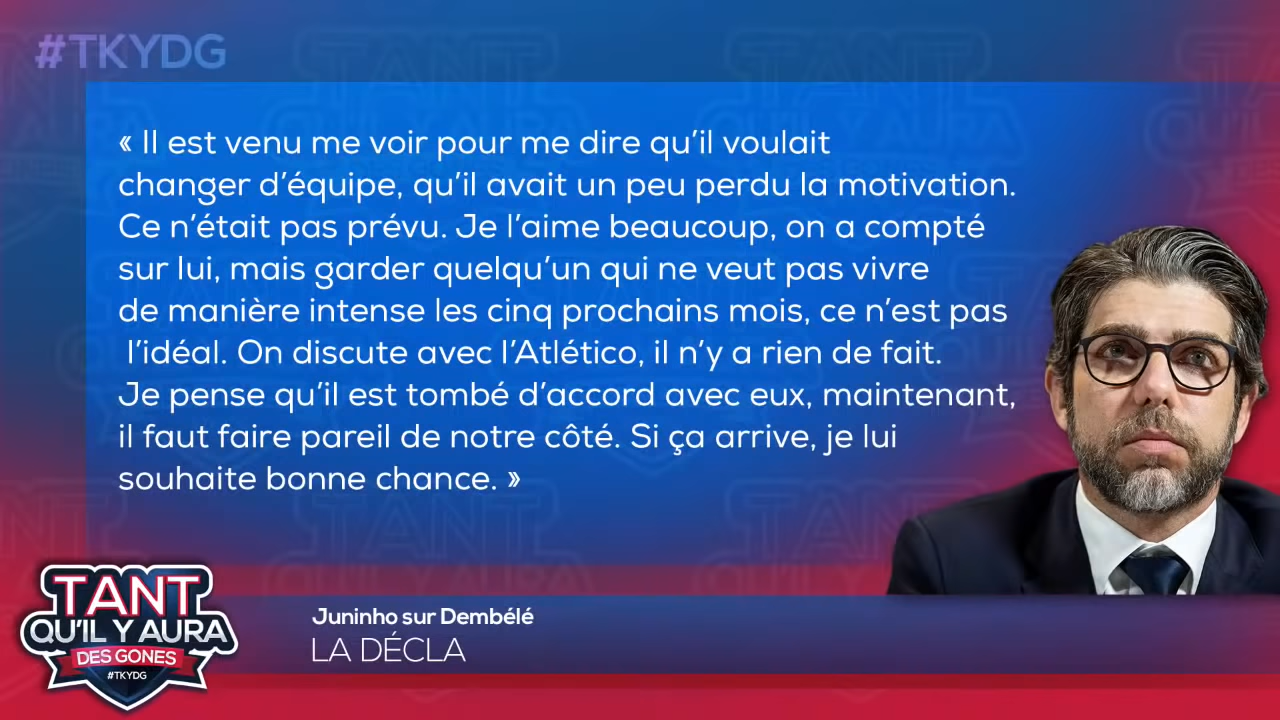 #TKYDG
« Il est venu me voir pour me dire qu’il voulait
changer d’équipe, qu’il avait un peu perdu la motivation.
Ce n’était pas prévu. Je l’aime beaucoup, on a compté
sur lui, mais garder quelqu’un qui ne veut pas vivre
de manière intense les cinq prochains mois, ce n’est pas
l’idéal. On discute avec l’Atlético, il n’y a rien de fait.
Je pense qu’il est tombé d’accord avec eux, maintenant,
il faut faire pareil de notre côté. Si ça arrive, je lui
souhaite bonne chance. »
TANT
QU'IL Y AURA
DES GONES
#TKYDG
Juninho sur Dembélé
LA DÉCLA